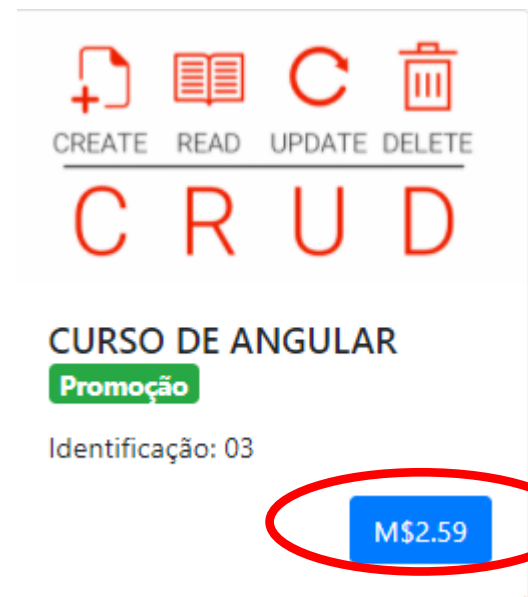 CREATE READ UPDATE DELETE
C R U D
CURSO DE ANGULAR
Promoção
Identificação: 03
M$2.59